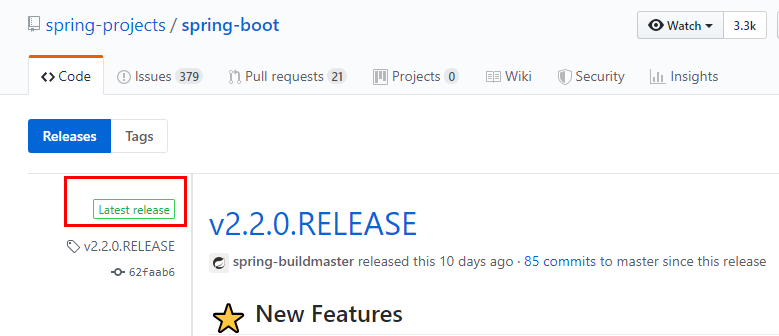 spring-projects / spring-boot
Watch 3.3k
Code Issues 379 Pull requests 21 Projects 0 Wiki Security Insights
Releases Tags
Latest release
v2.2.0.RELEASE
62faab6
v2.2.0.RELEASE
spring-buildmaster released this 10 days ago · 85 commits to master since this release
New Features